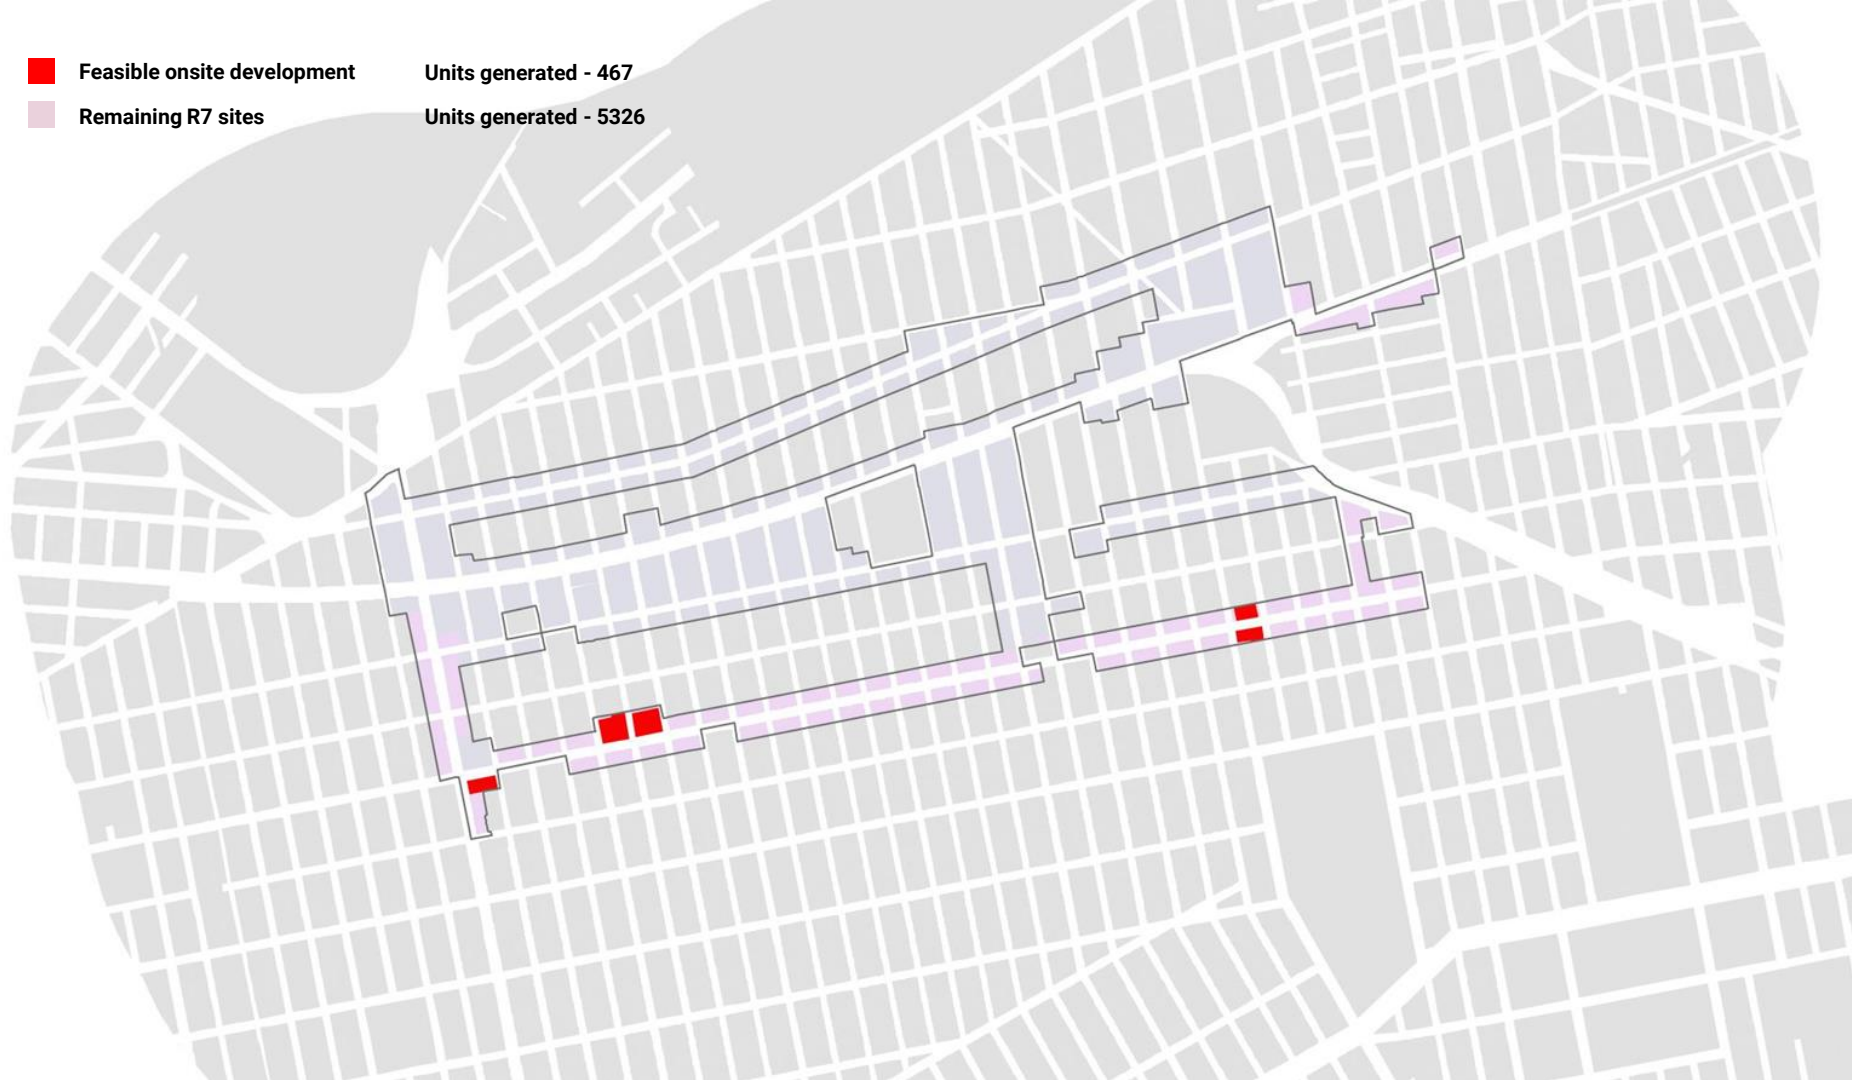 Feasible onsite development Units generated - 467
Remaining R7 sites Units generated - 5326